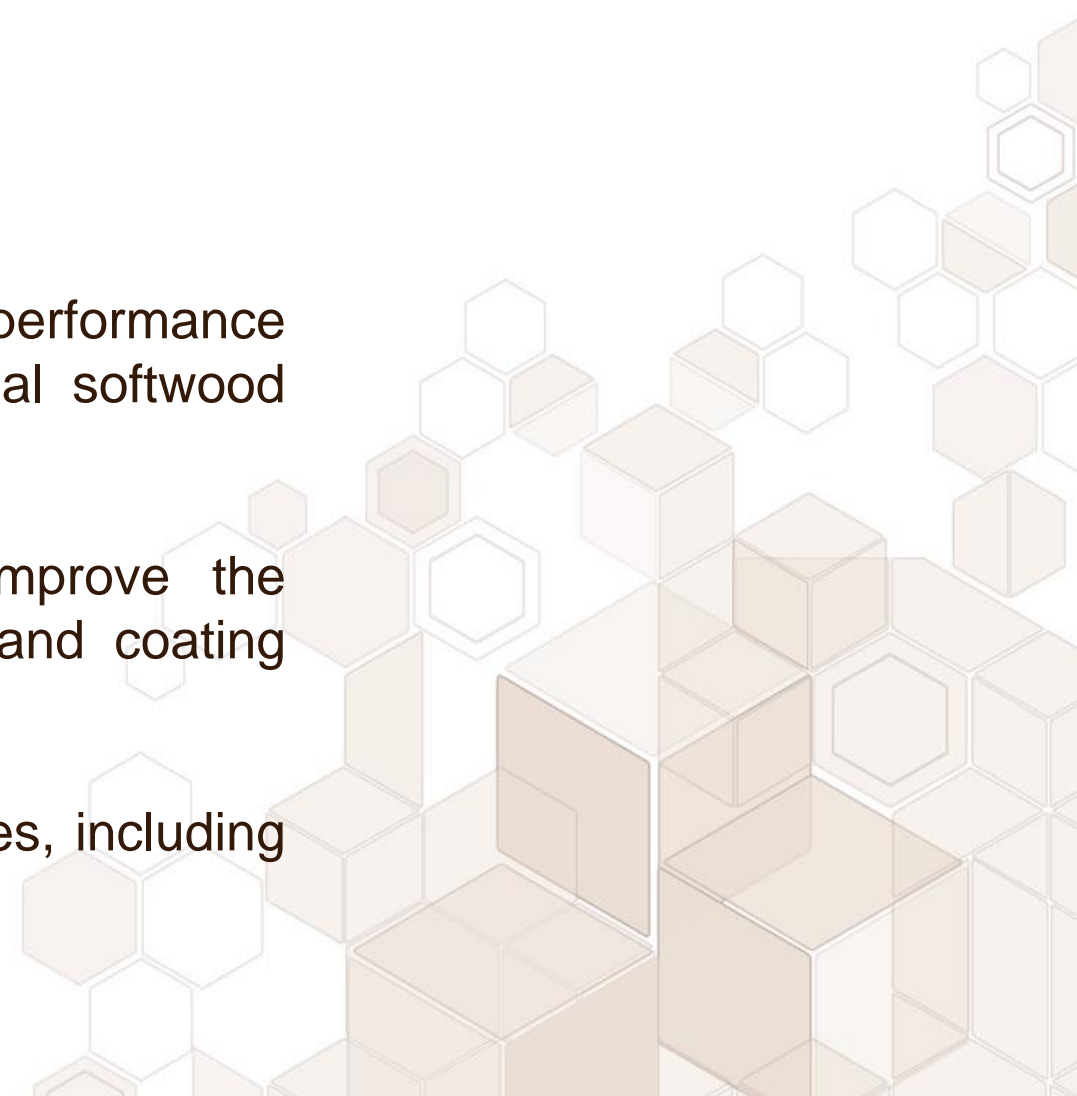 performance
al softwood
mprove the
and coating
es, including